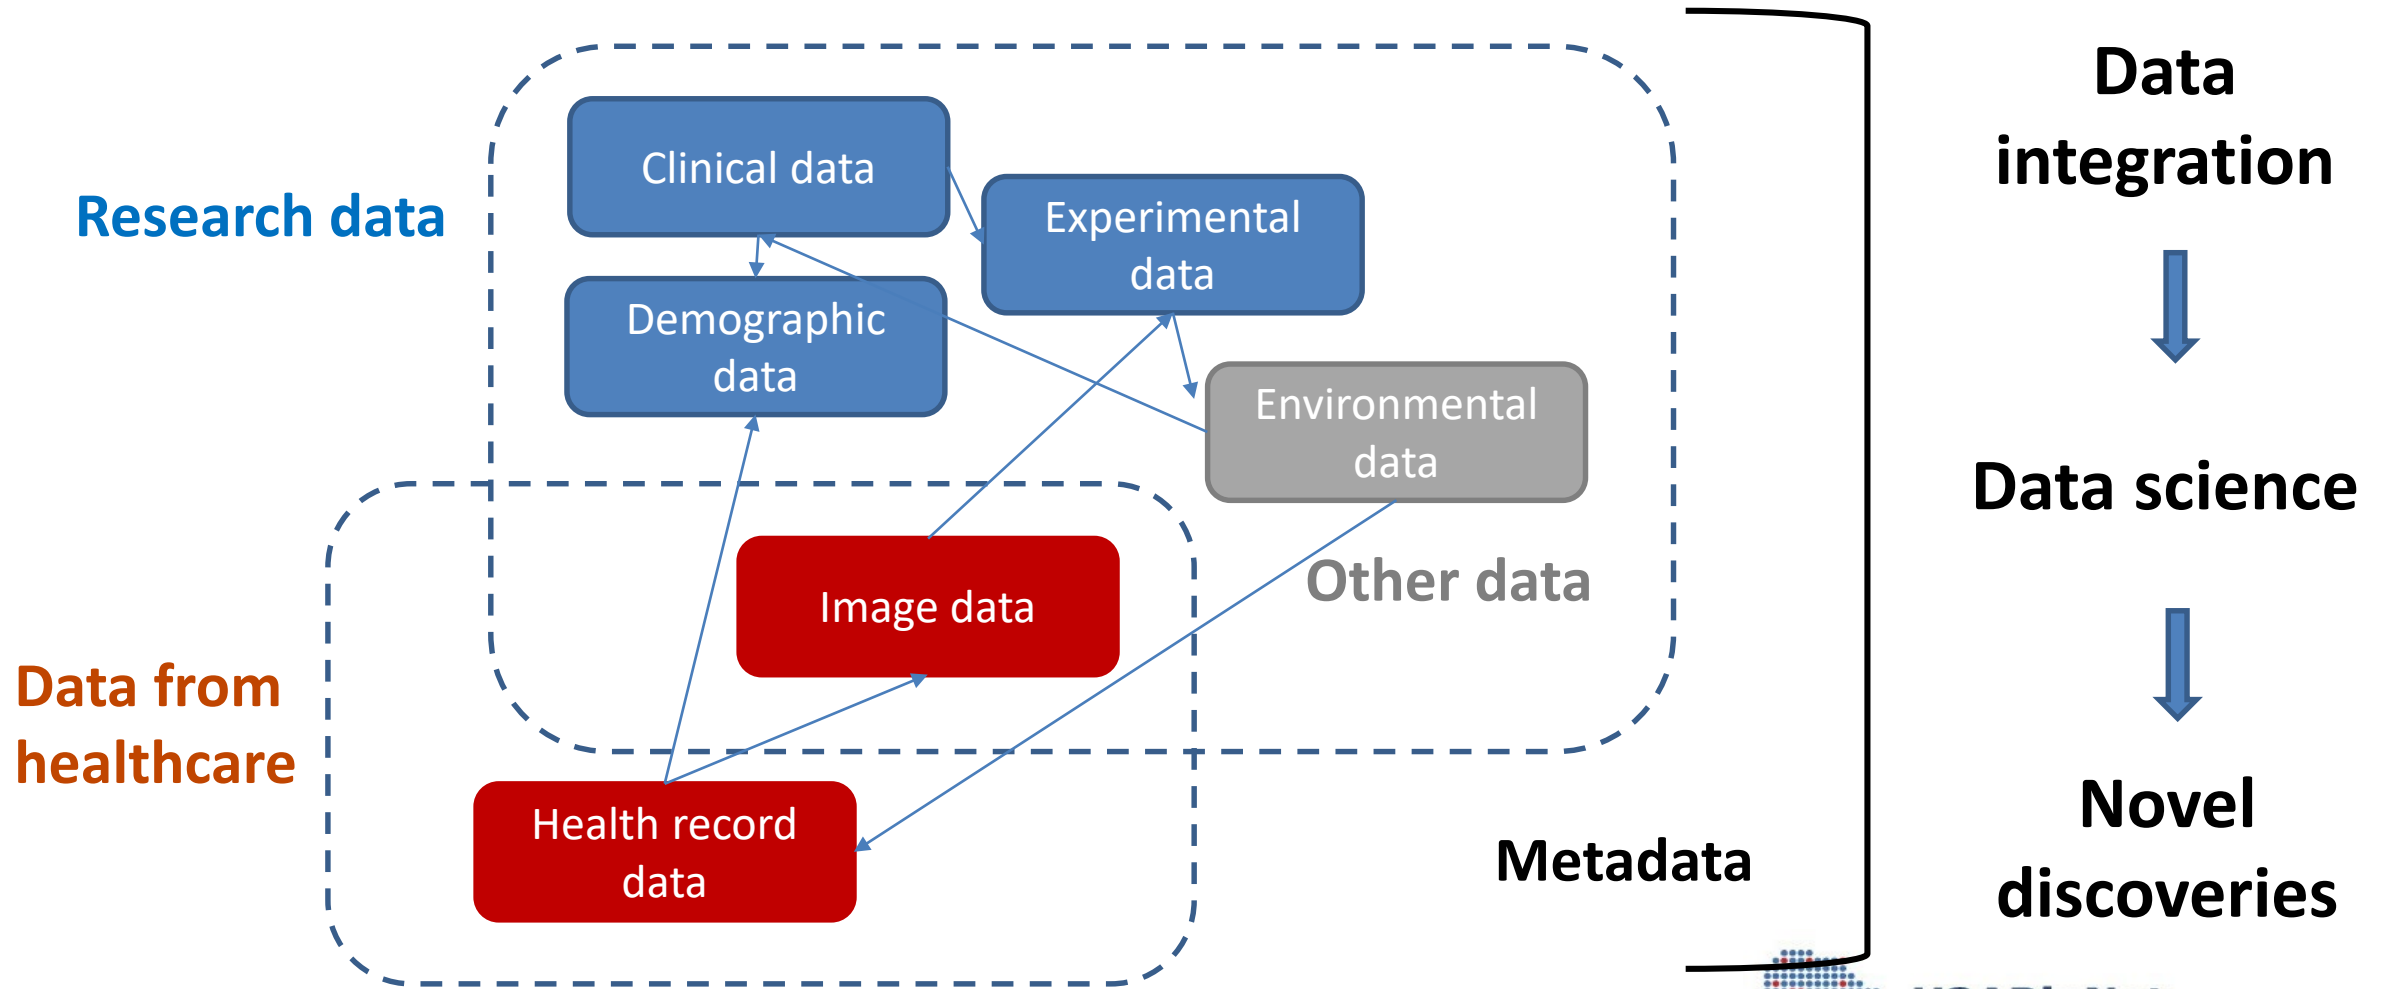 Research data
Clinical data
Experimental
data
Demographic
data
Environmental
data
Other data
Image data
Data from
healthcare
Health record
data
Metadata
Data
integration
Data science
Novel
discoveries